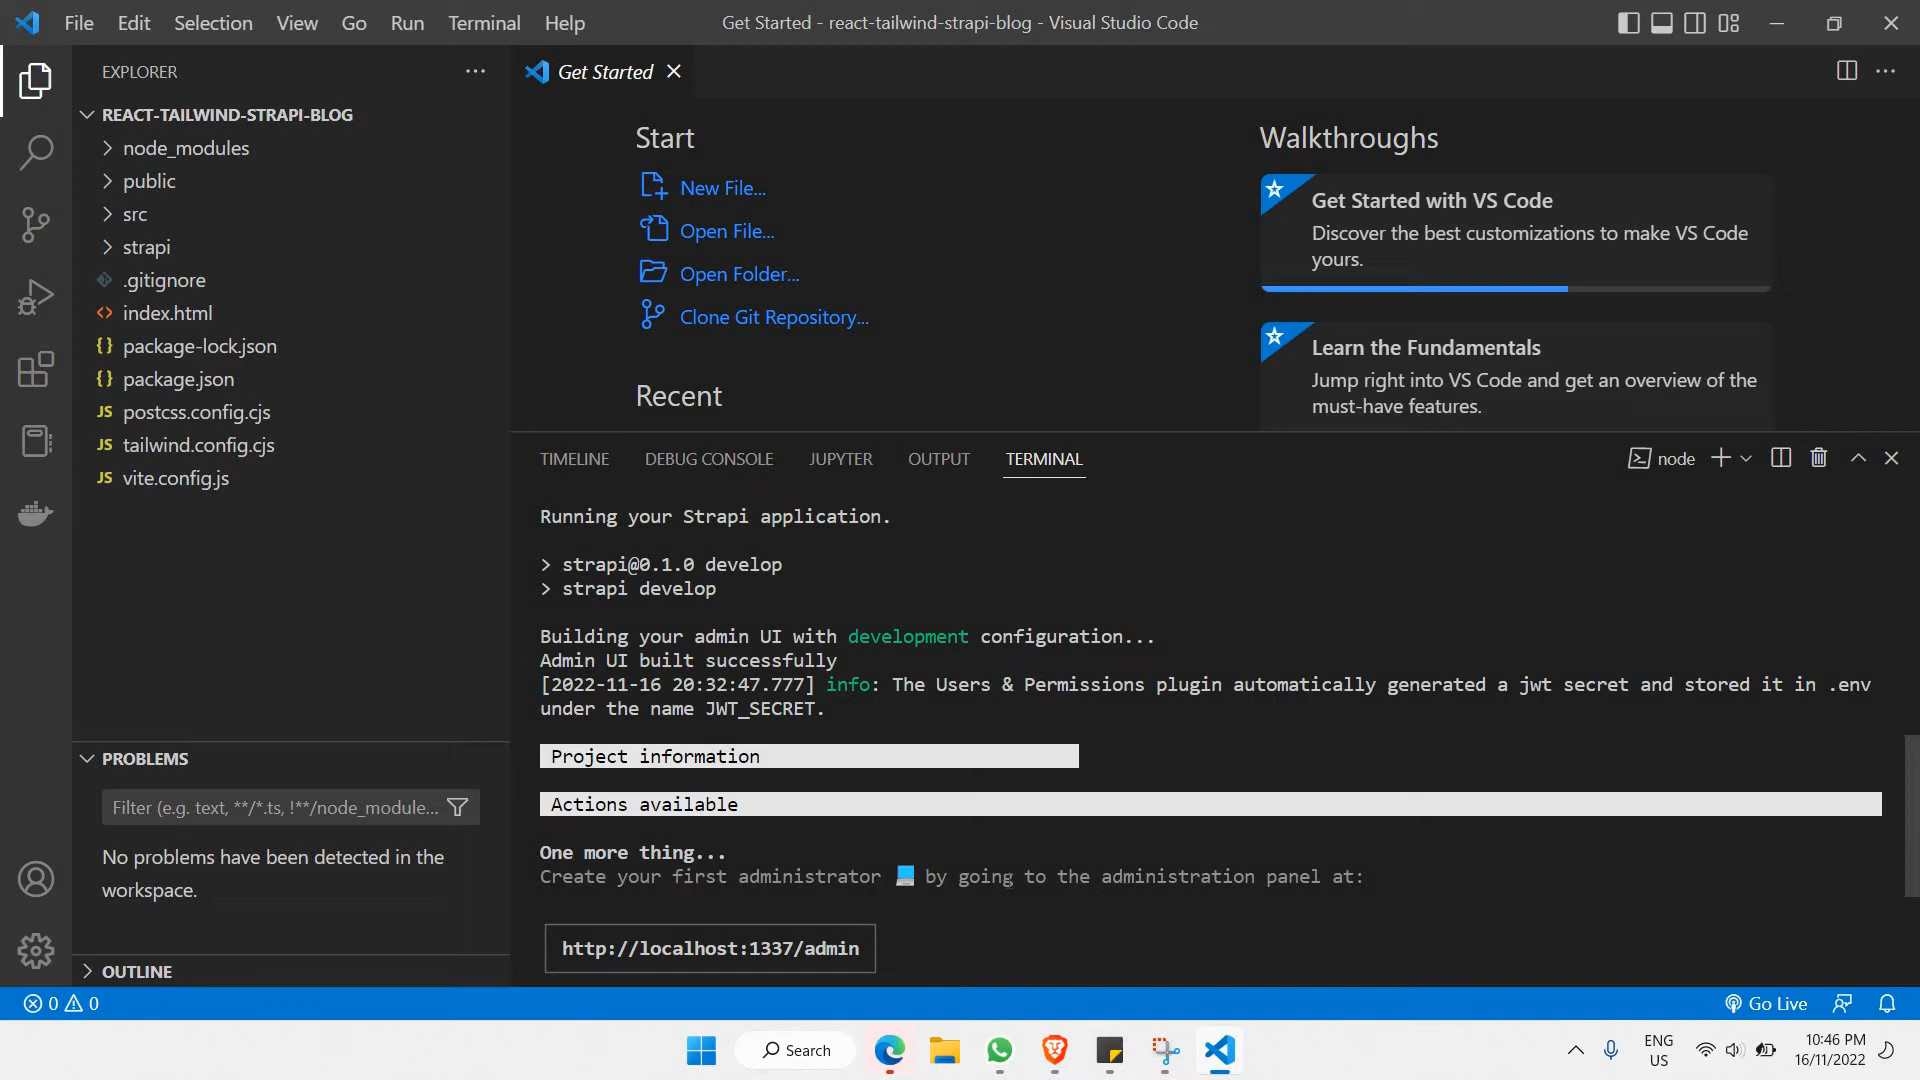 File Edit Selection View Go Run Terminal Help
Get Started - react-tailwind-strapi-blog - Visual Studio Code
EXPLORER
REACT-TAILWIND-STRAPI-BLOG
node_modules
public
src
strapi
.gitignore
index.html
package-lock.json
package.json
JS postcss.config.cjs
JS tailwind.config.cjs
JS vite.config.js
PROBLEMS
Filter (e.g. text, **/*.ts, !**/node_module...
No problems have been detected in the
workspace.
OUTLINE
Get Started
Start
New File...
Open File...
Open Folder...
Clone Git Repository...
Recent
Walkthroughs
Get Started with VS Code
Discover the best customizations to make VS Code
yours.
Learn the Fundamentals
Jump right into VS Code and get an overview of the
must-have features.
TIMELINE DEBUG CONSOLE JUPYTER OUTPUT TERMINAL
node
Running your Strapi application.
> strapi@0.1.0 develop
> strapi develop
Building your admin UI with development configuration...
Admin UI built successfully
[2022-11-16 20:32:47.777] info: The Users & Permissions plugin automatically generated a jwt secret and stored it in .env
under the name JWT_SECRET.
Project information
Actions available
One more thing...
Create your first administrator 💻 by going to the administration panel at:
http://localhost:1337/admin
0 0
Go Live
Search
ENG
US
10:46 PM
16/11/2022